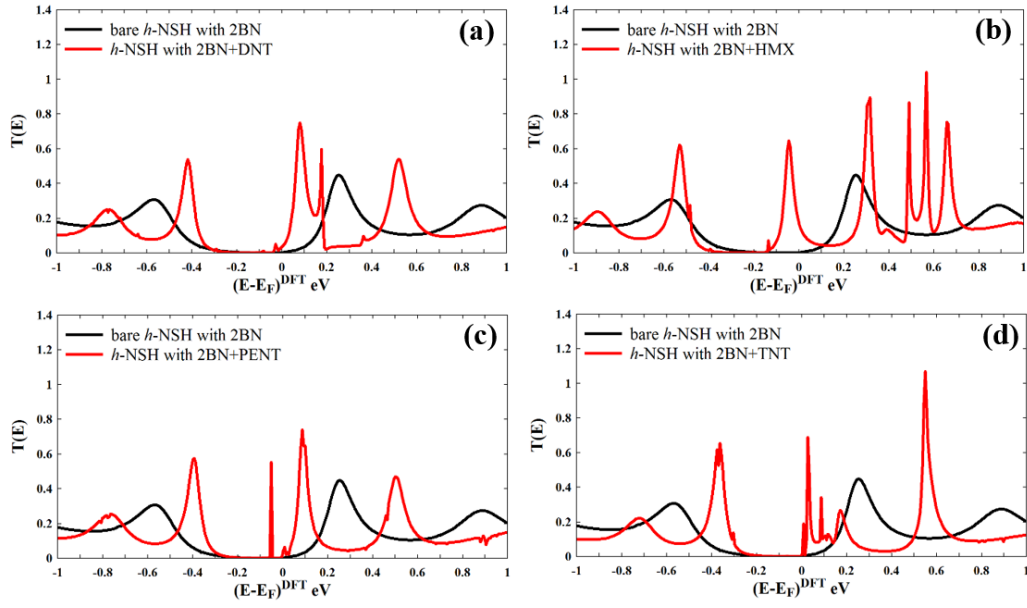 1.4
1.2
1
0.8
0.6
0.4
0.2
0
T(E)
bare h-NSH with 2BN
h-NSH with 2BN+DNT
(a)
-1 -0.8 -0.6 -0.4 -0.2 0 0.2 0.4 0.6 0.8 1
(E-E_F)^DFT eV
1.4
1.2
1
0.8
0.6
0.4
0.2
0
T(E)
bare h-NSH with 2BN
h-NSH with 2BN+HMX
(b)
-1 -0.8 -0.6 -0.4 -0.2 0 0.2 0.4 0.6 0.8 1
(E-E_F)^DFT eV
1.4
1.2
1
0.8
0.6
0.4
0.2
0
T(E)
bare h-NSH with 2BN
h-NSH with 2BN+PENT
(c)
-1 -0.8 -0.6 -0.4 -0.2 0 0.2 0.4 0.6 0.8 1
(E-E_F)^DFT eV
1.4
1.2
1
0.8
0.6
0.4
0.2
0
T(E)
bare h-NSH with 2BN
h-NSH with 2BN+TNT
(d)
-1 -0.8 -0.6 -0.4 -0.2 0 0.2 0.4 0.6 0.8 1
(E-E_F)^DFT eV